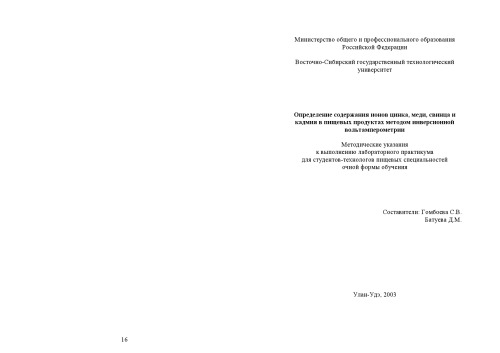 Министерство общего и профессионального образования
Российской Федерации
Восточно-Сибирский государственный технологический
университет
Определение содержания ионов цинка, меди, свинца и
кадмия в пищевых продуктах методом инверсионной
вольтамперометрии
Методические указания
к выполнению лабораторного практикума
для студентов-технологов пищевых специальностей
очной формы обучения
Составители: Гомбоева С.В.
Батуева Д.М.
Улан-Удэ, 2003
16